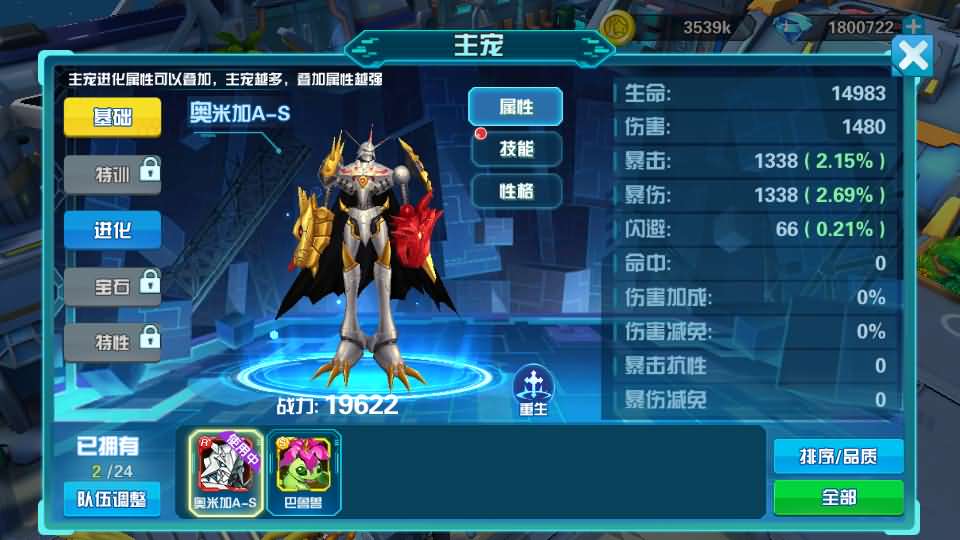 3539k
1800722
主宠
主宠进化属性可以叠加，主宠越多，叠加属性越强
基础
特训
进化
宝石
特性
奥米加A-S
属性
技能
性格
生命: 14983
伤害: 1480
暴击: 1338 ( 2.15% )
暴伤: 1338 ( 2.69% )
闪避: 66 ( 0.21% )
命中: 0
伤害加成: 0%
伤害减免: 0%
暴击抗性 0
暴伤减免 0
战力: 19622
重生
已拥有
2 /24
队伍调整
使用中
奥米加A-S
巴鲁兽
排序/品质
全部